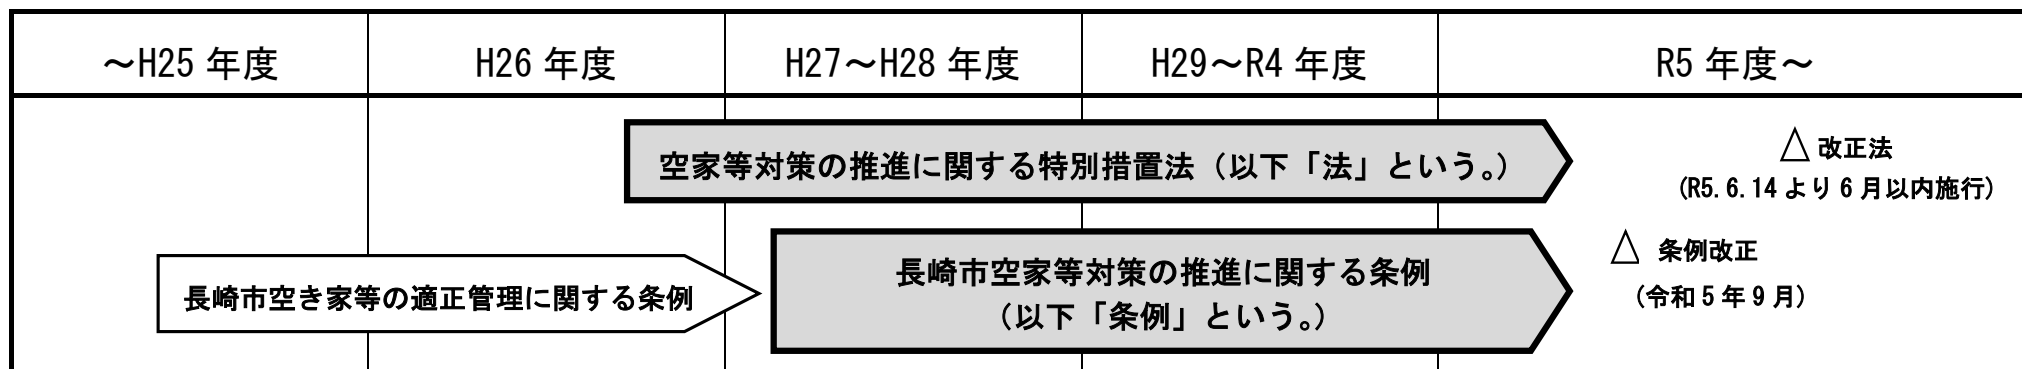 ～H25 年度
H26 年度
H27～H28 年度
H29～R4 年度
R5 年度～
空家等対策の推進に関する特別措置法（以下「法」という。）
△ 改正法
（R5.6.14 より 6 月以内施行）
長崎市空き家等の適正管理に関する条例
長崎市空家等対策の推進に関する条例
（以下「条例」という。）
△ 条例改正
（令和 5 年 9 月）